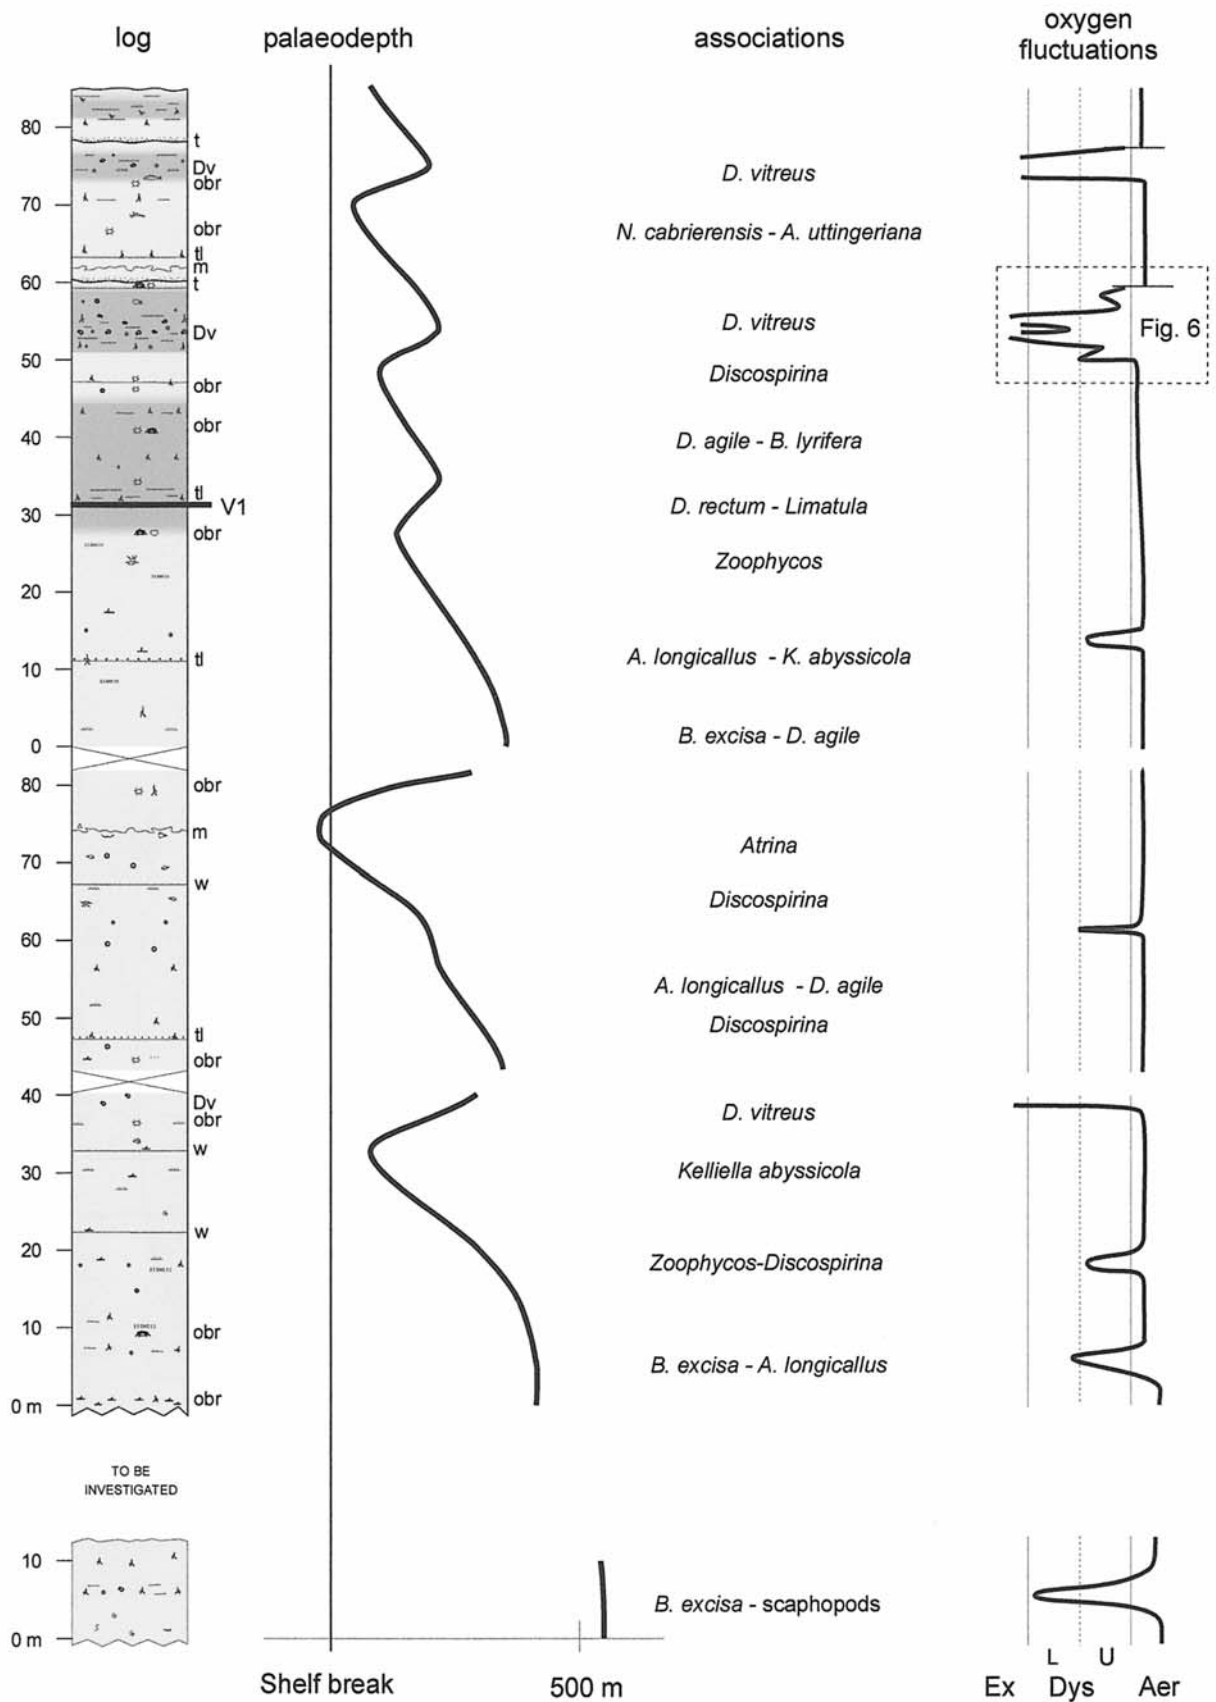 log
palaeodepth
associations
oxygen
fluctuations
80
t
Dv
obr
D. vitreus
70
obr
N. cabrierensis - A. uttingeriana
tl
m
60
t
Dv
D. vitreus
Fig. 6
50
Discospirina
obr
obr
40
D. agile - B. lyrifera
tl
V1
D. rectum - Limatula
30
obr
Zoophycos
20
tl
A. longicallus - K. abyssicola
10
B. excisa - D. agile
0
80
obr
m
Atrina
70
w
Discospirina
60
A. longicallus - D. agile
50
Discospirina
tl
obr
40
Dv
obr
D. vitreus
w
30
Kelliella abyssicola
w
20
Zoophycos-Discospirina
10
obr
B. excisa - A. longicallus
obr
0 m
TO BE
INVESTIGATED
10
B. excisa - scaphopods
0 m
L U
Shelf break
500 m
Ex Dys Aer